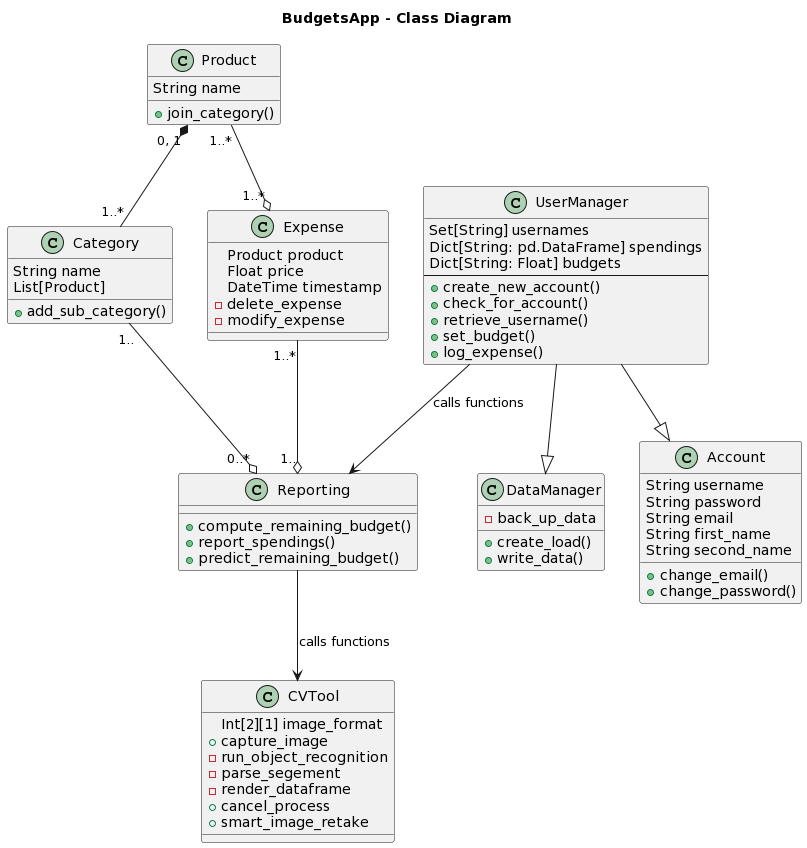 BudgetsApp - Class Diagram
C Product
String name
join_category()
0, 1
1..*
1..*
1..*
C Category
String name
List[Product]
add_sub_category()
C Expense
Product product
Float price
DateTime timestamp
delete_expense
modify_expense
C UserManager
Set[String] usernames
Dict[String: pd.DataFrame] spendings
Dict[String: Float] budgets
create_new_account()
check_for_account()
retrieve_username()
set_budget()
log_expense()
1..
1..*
calls functions
0..*
1..
C Reporting
compute_remaining_budget()
report_spendings()
predict_remaining_budget()
C DataManager
back_up_data
create_load()
write_data()
C Account
String username
String password
String email
String first_name
String second_name
change_email()
change_password()
calls functions
C CVTool
Int[2][1] image_format
capture_image
run_object_recognition
parse_segement
render_dataframe
cancel_process
smart_image_retake